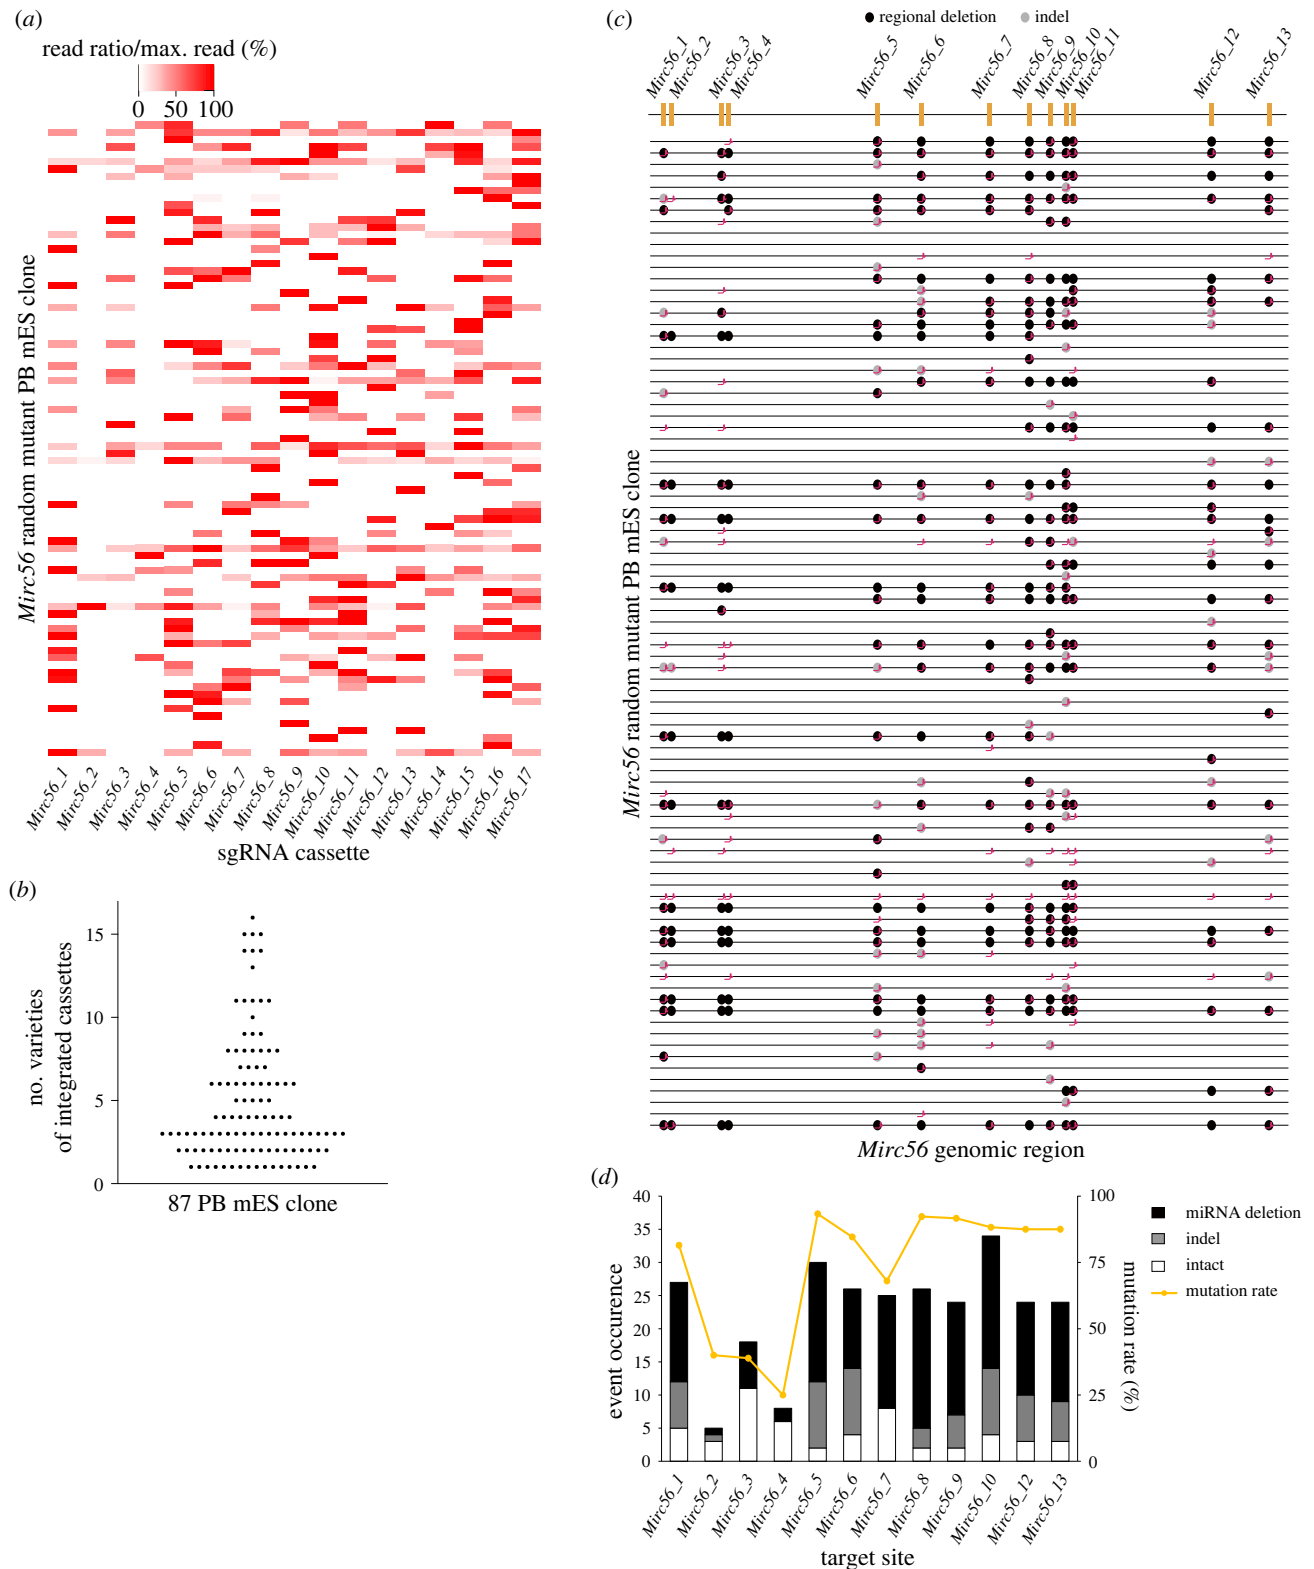 (a)
read ratio/max. read (%)
0 50 100
Mirc56 random mutant PB mES clone
Mirc56_1 Mirc56_2 Mirc56_3 Mirc56_4 Mirc56_5 Mirc56_6 Mirc56_7 Mirc56_8 Mirc56_9 Mirc56_10 Mirc56_11 Mirc56_12 Mirc56_13 Mirc56_14 Mirc56_15 Mirc56_16 Mirc56_17
sgRNA cassette
(b)
no. varieties
of integrated cassettes
15
10
5
0
87 PB mES clone
(c)
regional deletion indel
Mirc56_1 Mirc56_2 Mirc56_3 Mirc56_4 Mirc56_5 Mirc56_6 Mirc56_7 Mirc56_8 Mirc56_9 Mirc56_10 Mirc56_11 Mirc56_12 Mirc56_13
Mirc56 random mutant PB mES clone
Mirc56 genomic region
(d)
event occurence
40
35
30
25
20
15
10
5
0
100
75
50
25
0
mutation rate (%)
miRNA deletion
indel
intact
mutation rate
Mirc56_1 Mirc56_2 Mirc56_3 Mirc56_4 Mirc56_5 Mirc56_6 Mirc56_7 Mirc56_8 Mirc56_9 Mirc56_10 Mirc56_12 Mirc56_13
target site